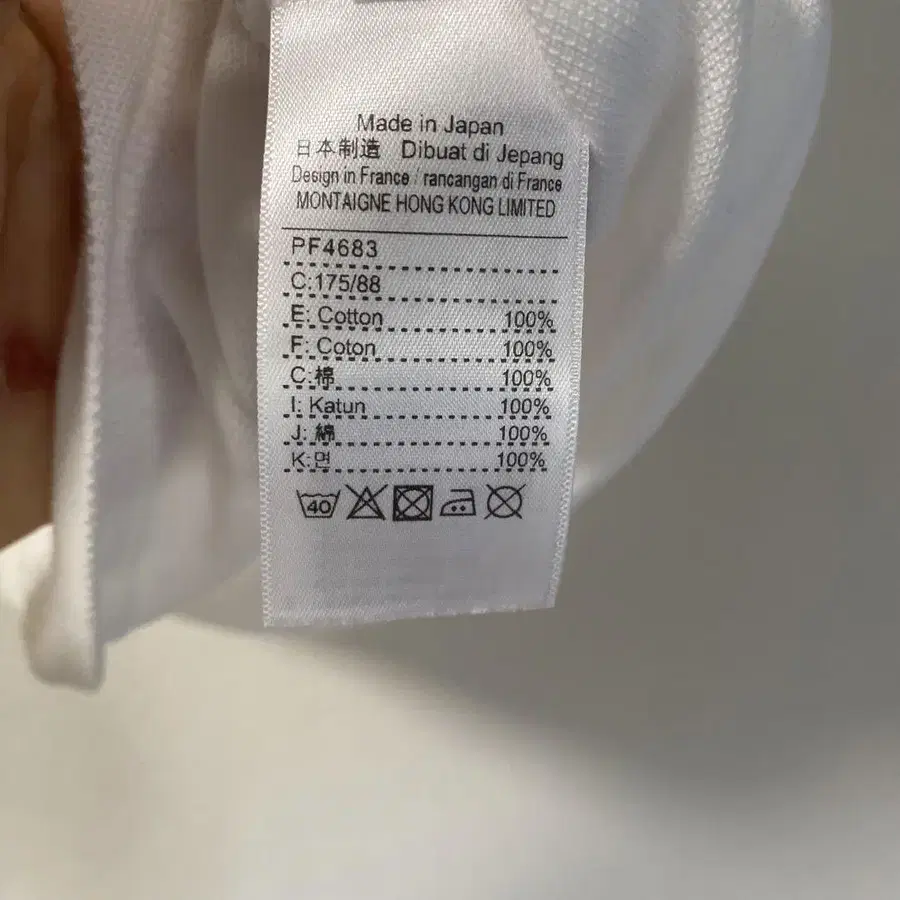 Made in Japan
日本制造 Dibuat di Jepang
Design in France / rancangan di France
MONTAIGNE HONG KONG LIMITED
PF4683
C:175/88
E: Cotton 100%
F: Coton 100%
C:棉 100%
I: Katun 100%
J: 綿 100%
K:면 100%
40